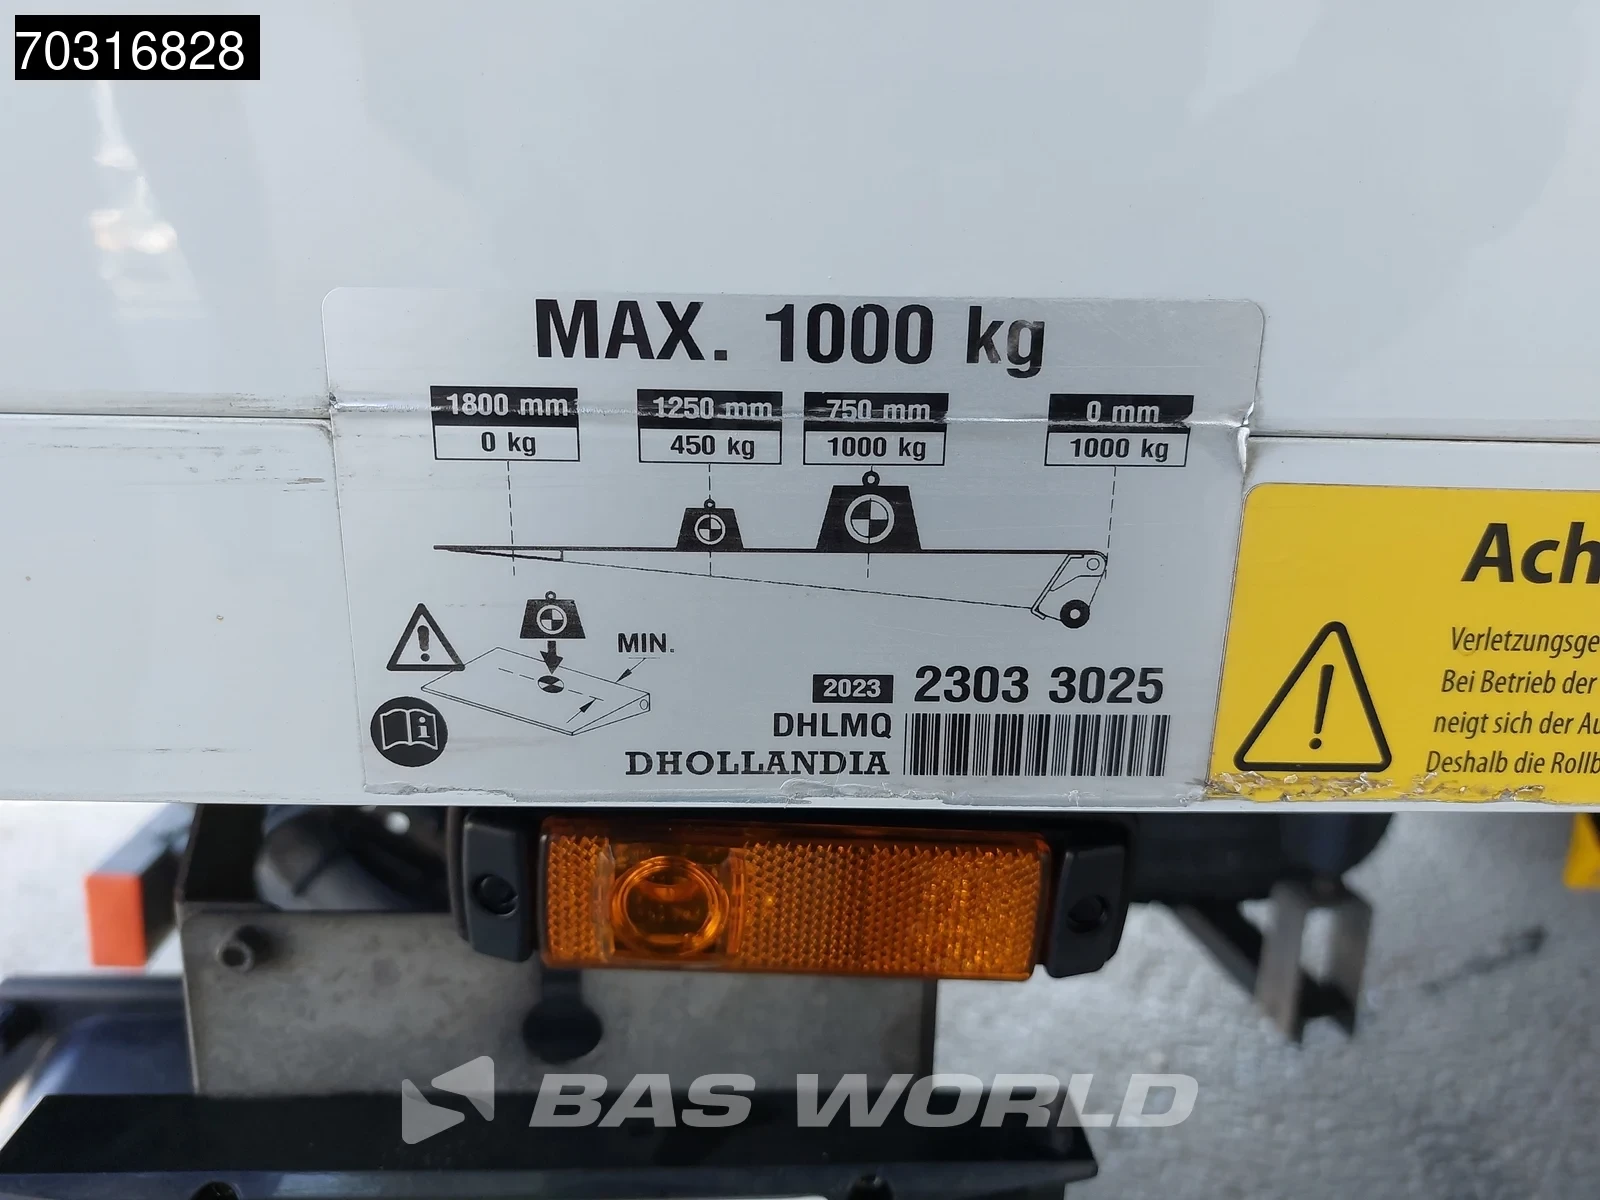 70316828
MAX. 1000 kg
1800 mm 1250 mm 750 mm 0 mm
0 kg 450 kg 1000 kg 1000 kg
MIN.
2023 2303 3025
DHLMQ
DHOLLANDIA
Ach
Verletzungsge
Bei Betrieb der
neigt sich der Au
Deshalb die Rollb
BAS WORLD